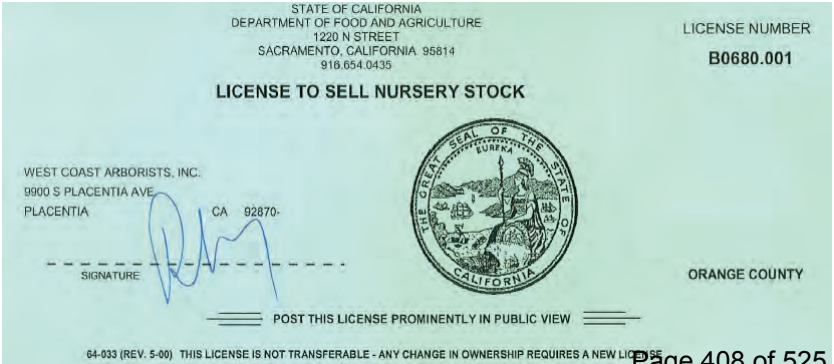 STATE OF CALIFORNIA
DEPARTMENT OF FOOD AND AGRICULTURE
1220 N STREET
SACRAMENTO, CALIFORNIA 95814
916.654.0435
LICENSE NUMBER
B0680.001
LICENSE TO SELL NURSERY STOCK
THE GREAT SEAL OF THE STATE OF CALIFORNIA
EUREKA
WEST COAST ARBORISTS, INC.
9900 S PLACENTIA AVE
PLACENTIA CA 92870-
SIGNATURE
ORANGE COUNTY
POST THIS LICENSE PROMINENTLY IN PUBLIC VIEW
64-033 (REV. 5-00) THIS LICENSE IS NOT TRANSFERABLE - ANY CHANGE IN OWNERSHIP REQUIRES A NEW LICENSE
Page 408 of 525